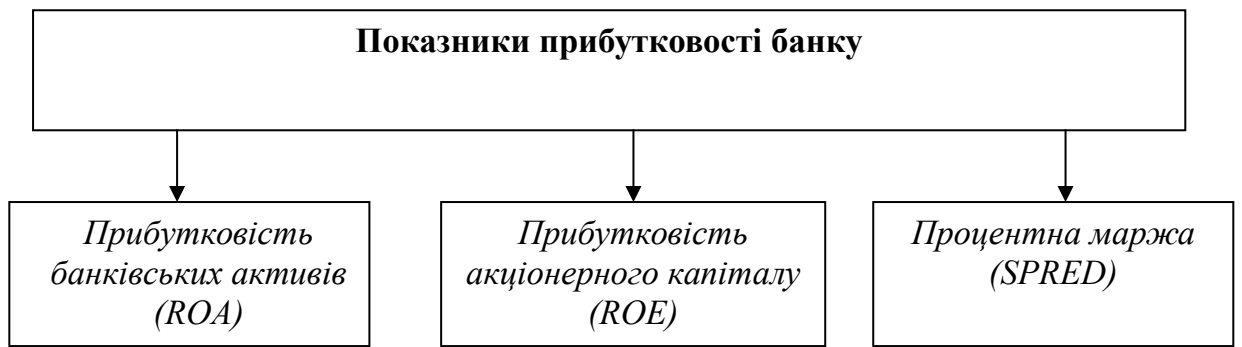 Показники прибутковості банку
Прибутковість
банківських активів
(ROA)
Прибутковість
акціонерного капіталу
(ROE)
Процентна маржа
(SPRED)